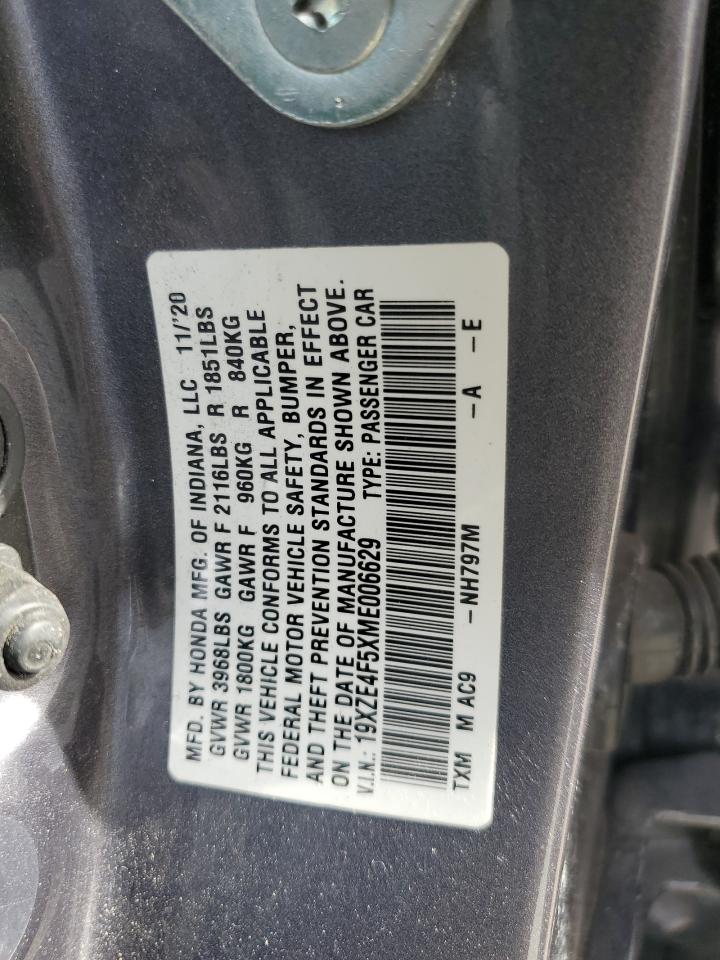 MFD. BY HONDA MFG. OF INDIANA, LLC 11/'20
GVWR 3968LBS GAWR F 2116LBS R 1851LBS
GVWR 1800KG GAWR F 960KG R 840KG
THIS VEHICLE CONFORMS TO ALL APPLICABLE
FEDERAL MOTOR VEHICLE SAFETY, BUMPER,
AND THEFT PREVENTION STANDARDS IN EFFECT
ON THE DATE OF MANUFACTURE SHOWN ABOVE.
V.I.N.: 19XZE4F5XME006629 TYPE: PASSENGER CAR
TXM M AC9 -NH797M -A -E